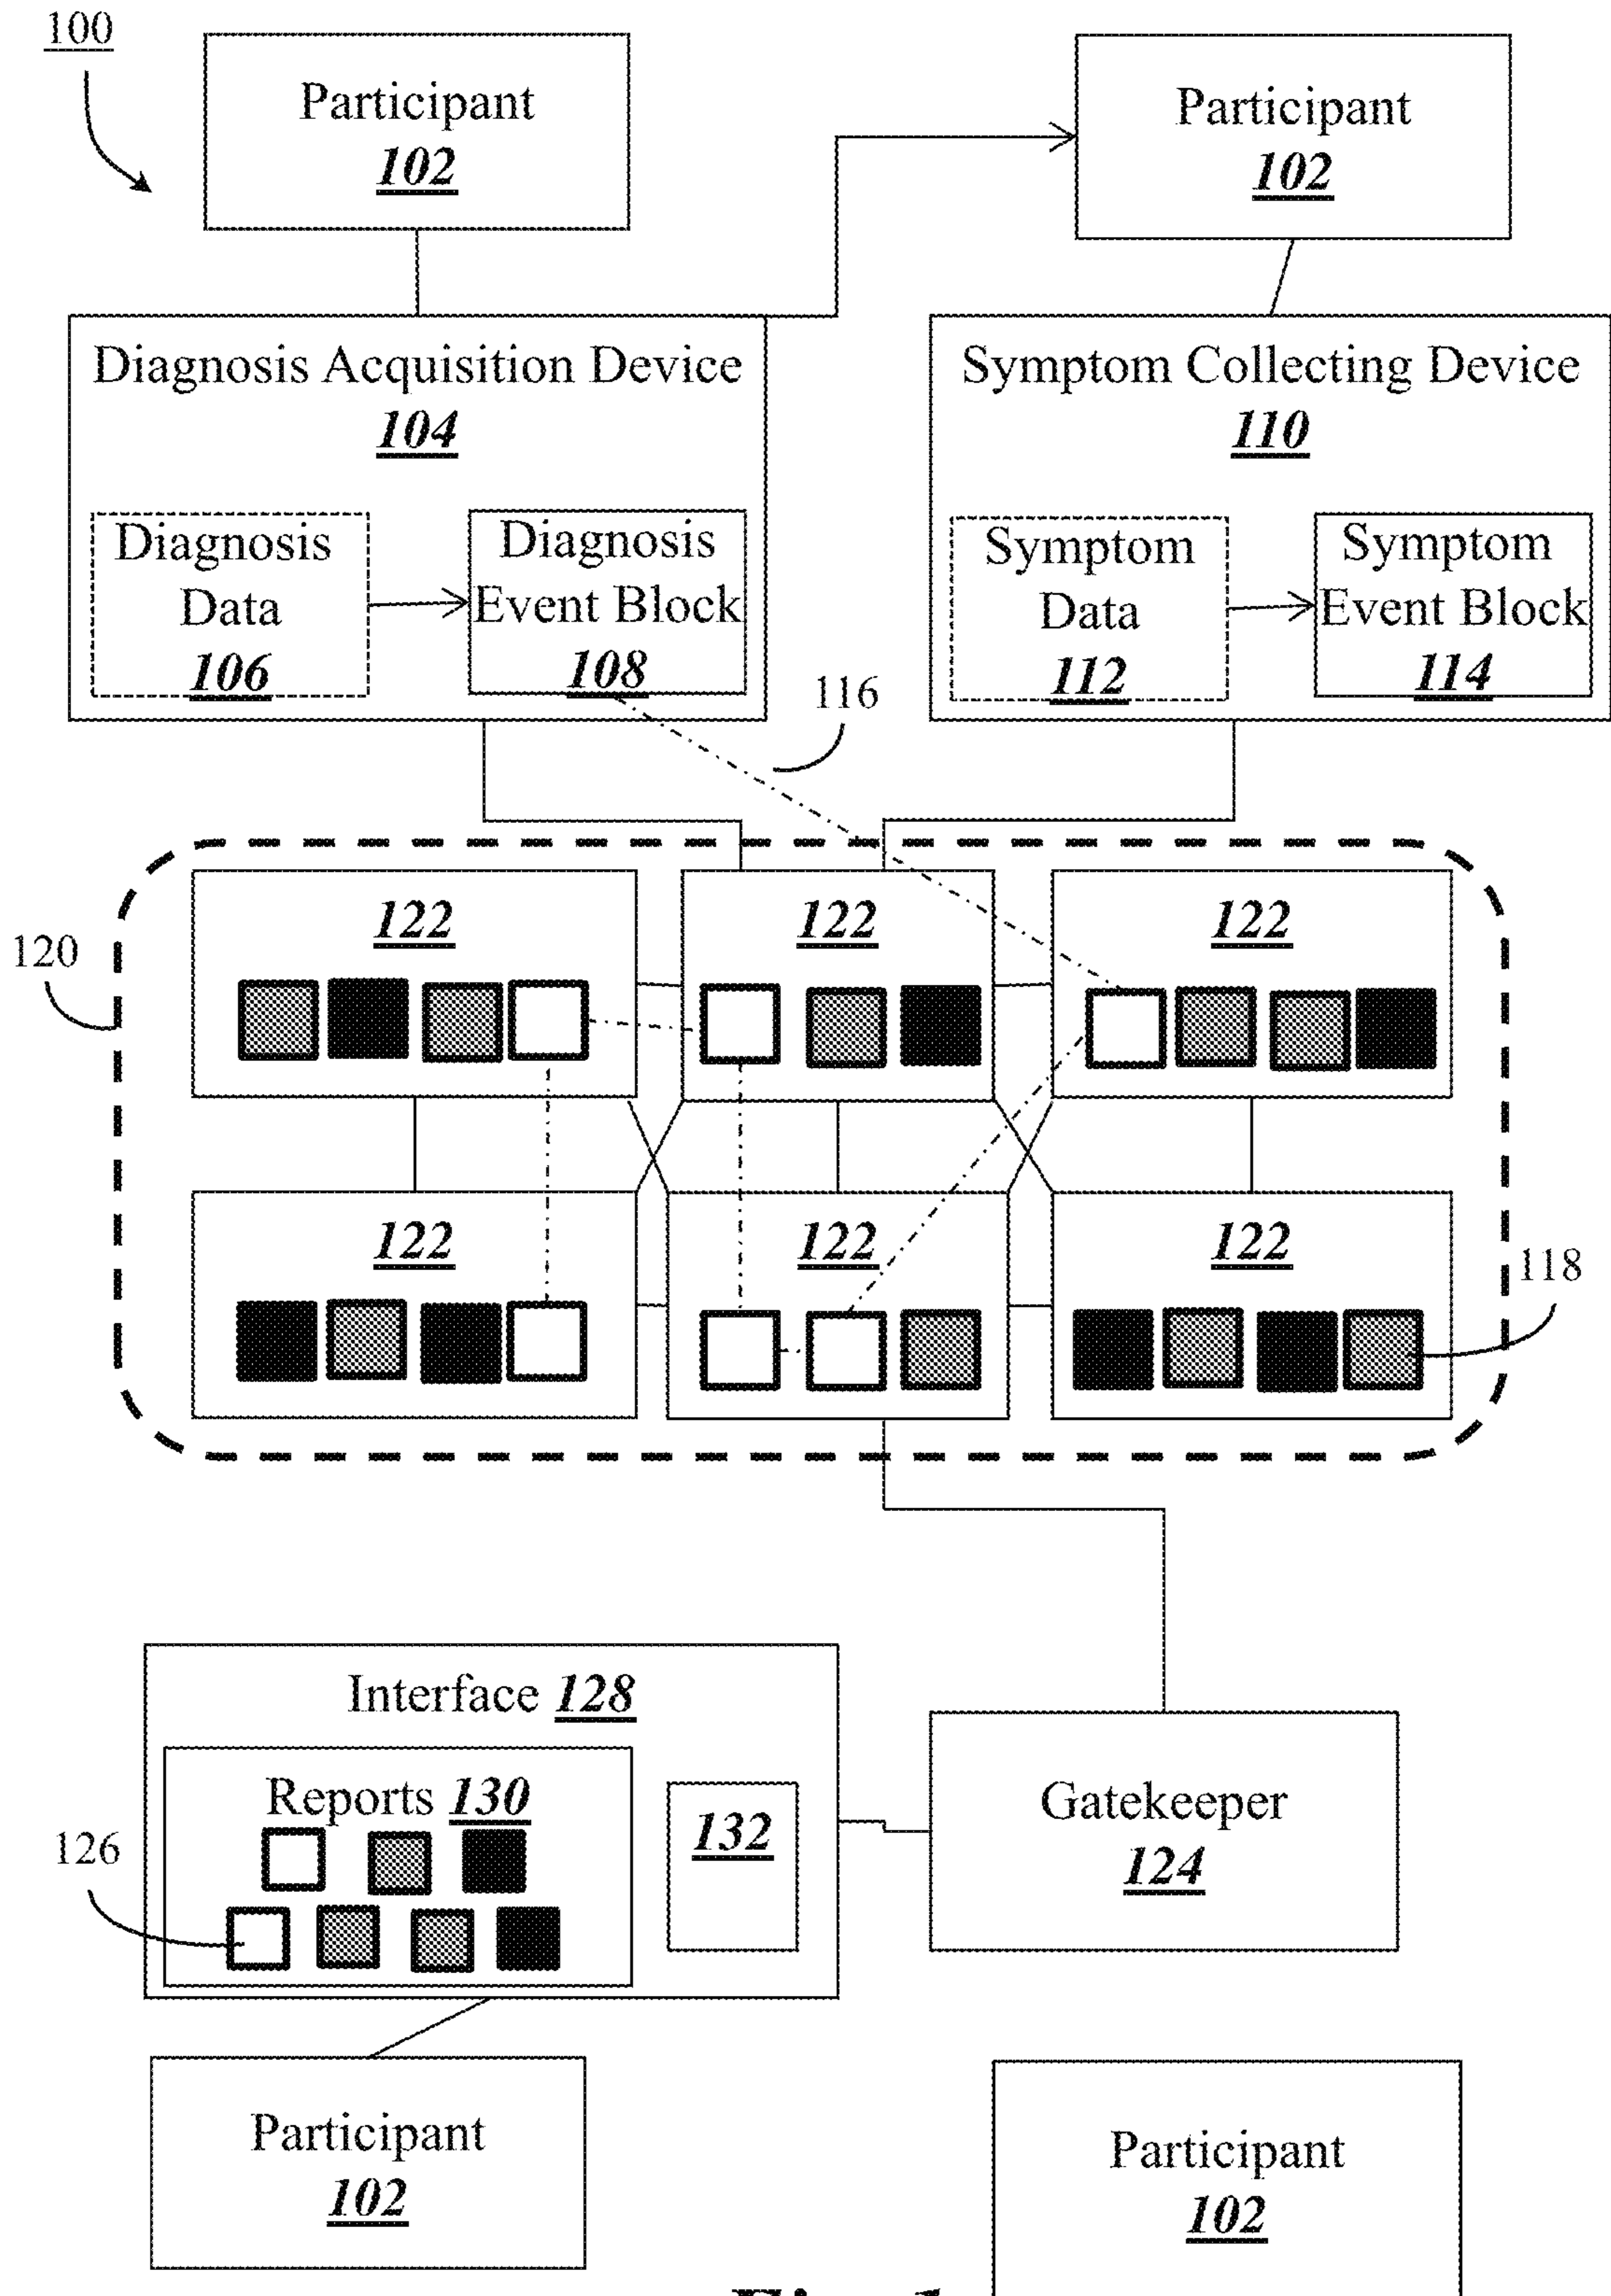 100
Participant
102
Participant
102
Diagnosis Acquisition Device
104
Symptom Collecting Device
110
Diagnosis
Data
106
Diagnosis
Event Block
108
Symptom
Data
112
Symptom
Event Block
114
116
120
122
122
122
122
122
122
118
Interface 128
Reports 130
126
132
Gatekeeper
124
Participant
102
Participant
102